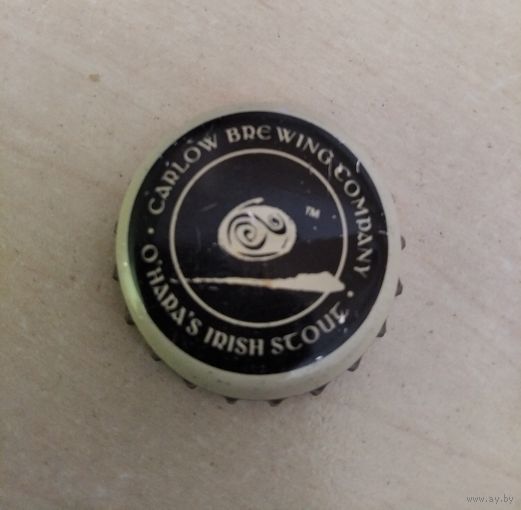 CARLOW BREWING COMPANY
TM
O'HARA'S IRISH STOUT
www.ay.by